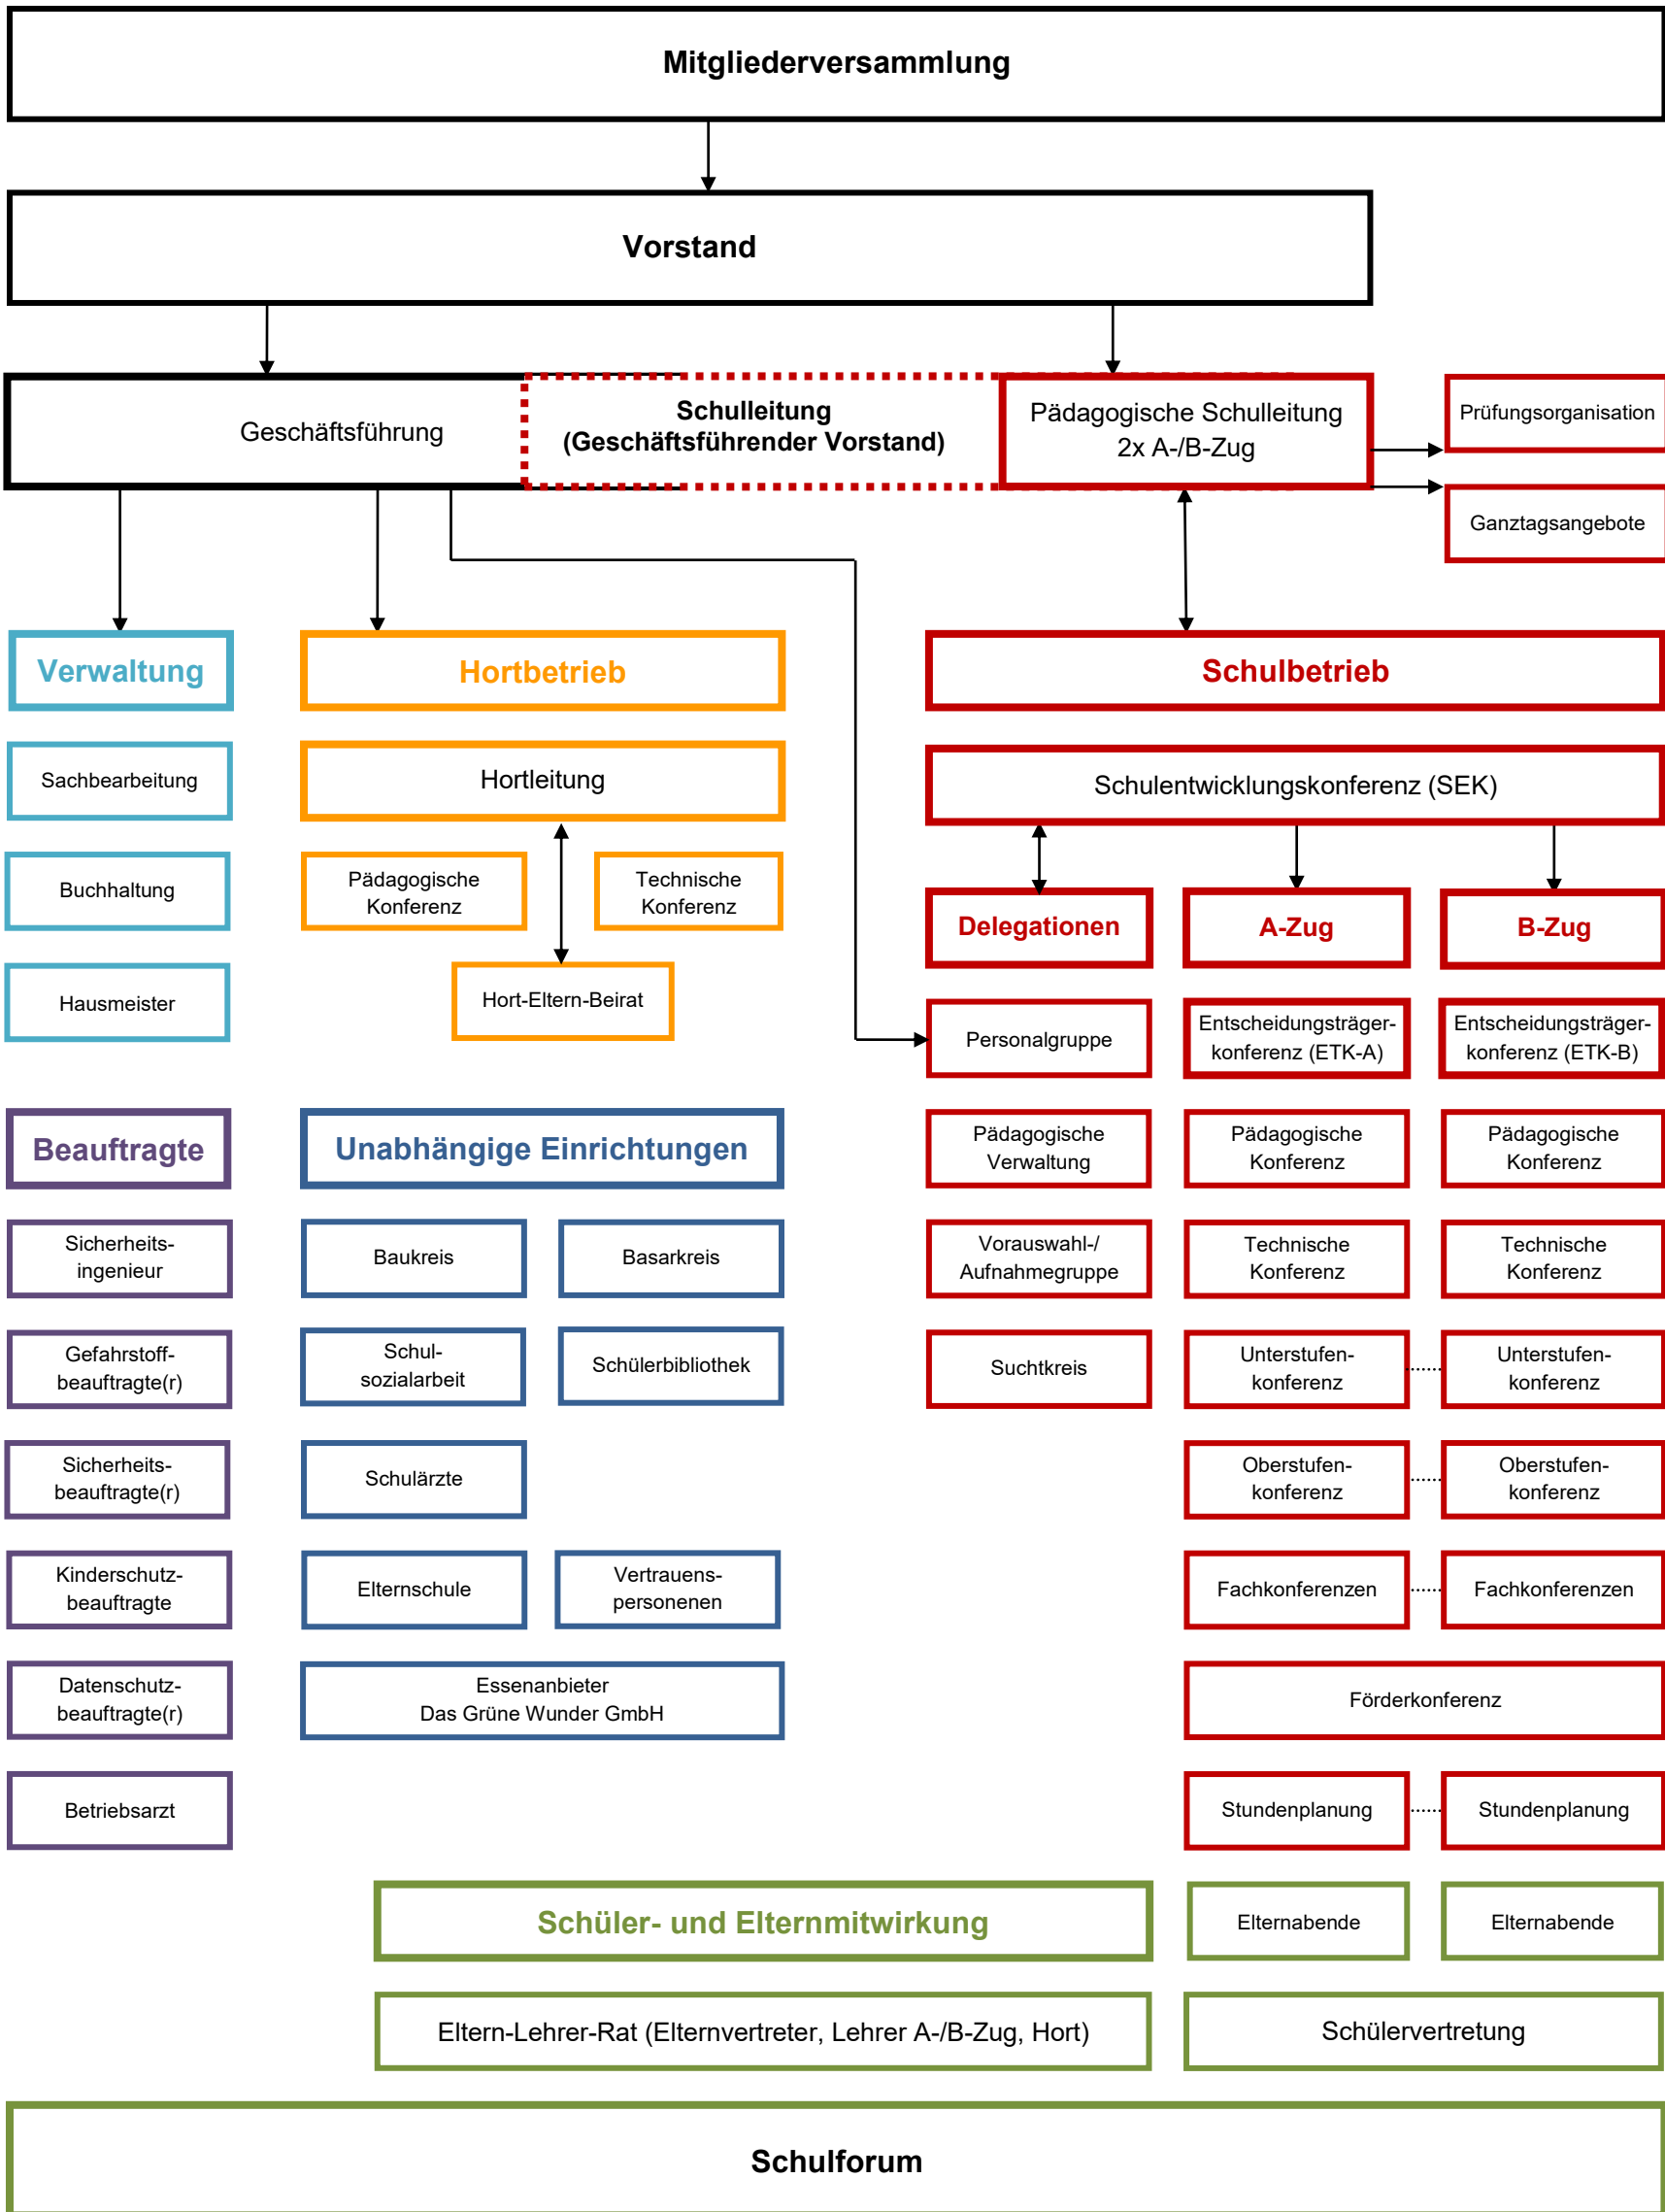 Mitgliederversammlung
Vorstand
Geschäftsführung
Schulleitung
(Geschäftsführender Vorstand)
Pädagogische Schulleitung
2x A-/B-Zug
Prüfungsorganisation
Ganztagsangebote
Verwaltung
Sachbearbeitung
Buchhaltung
Hausmeister
Hortbetrieb
Hortleitung
Pädagogische
Konferenz
Technische
Konferenz
Hort-Eltern-Beirat
Schulbetrieb
Schulentwicklungskonferenz (SEK)
Delegationen
Personalgruppe
Pädagogische
Verwaltung
Vorauswahl-/
Aufnahmegruppe
Suchtkreis
A-Zug
Entscheidungsträger-
konferenz (ETK-A)
Pädagogische
Konferenz
Technische
Konferenz
Unterstufen-
konferenz
Oberstufen-
konferenz
Fachkonferenzen
B-Zug
Entscheidungsträger-
konferenz (ETK-B)
Pädagogische
Konferenz
Technische
Konferenz
Unterstufen-
konferenz
Oberstufen-
konferenz
Fachkonferenzen
Förderkonferenz
Stundenplanung
Stundenplanung
Beauftragte
Sicherheits-
ingenieur
Gefahrstoff-
beauftragte(r)
Sicherheits-
beauftragte(r)
Kinderschutz-
beauftragte
Datenschutz-
beauftragte(r)
Betriebsarzt
Unabhängige Einrichtungen
Baukreis
Basarkreis
Schul-
sozialarbeit
Schülerbibliothek
Schulärzte
Elternschule
Vertrauens-
personenen
Essenanbieter
Das Grüne Wunder GmbH
Schüler- und Elternmitwirkung
Elternabende
Elternabende
Eltern-Lehrer-Rat (Elternvertreter, Lehrer A-/B-Zug, Hort)
Schülervertretung
Schulforum